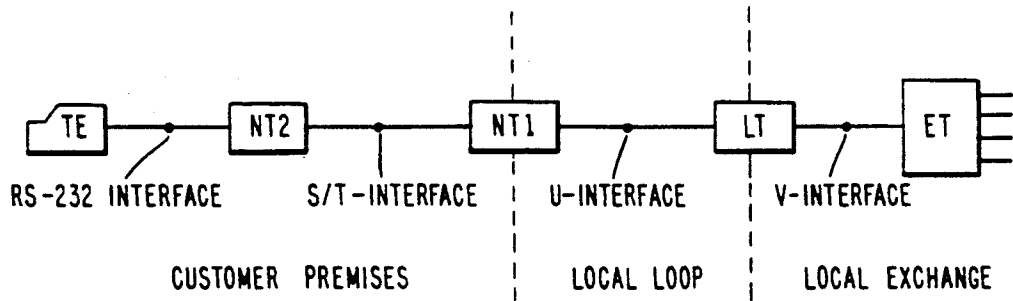 TE NT2 NT1 LT ET
RS-232 INTERFACE S/T-INTERFACE U-INTERFACE V-INTERFACE
CUSTOMER PREMISES LOCAL LOOP LOCAL EXCHANGE